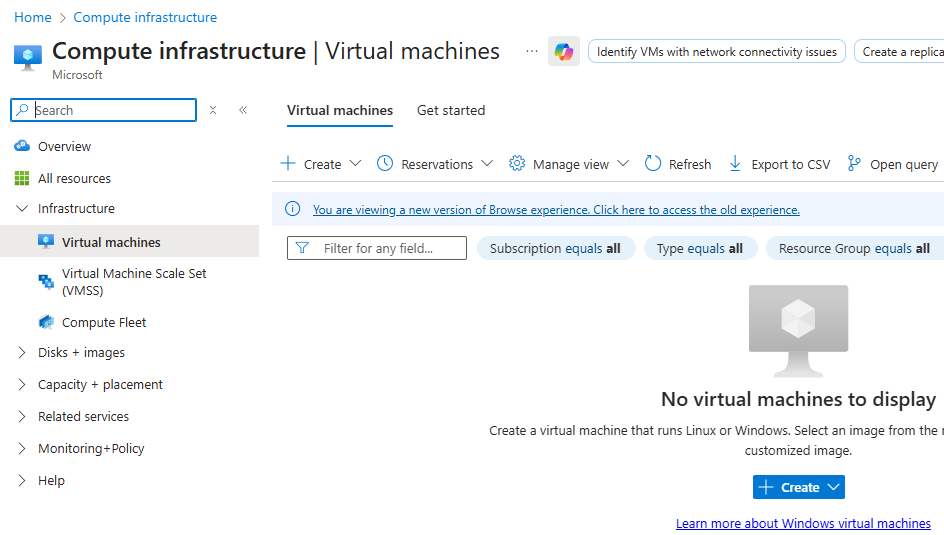 Home > Compute infrastructure
Compute infrastructure | Virtual machines
...
Identify VMs with network connectivity issues
Create a replica
Microsoft
Search
Overview
All resources
Infrastructure
Virtual machines
Virtual Machine Scale Set
(VMSS)
Compute Fleet
Disks + images
Capacity + placement
Related services
Monitoring+Policy
Help
Virtual machines Get started
Create Reservations Manage view Refresh Export to CSV Open query
You are viewing a new version of Browse experience. Click here to access the old experience.
Filter for any field... Subscription equals all Type equals all Resource Group equals all
No virtual machines to display
Create a virtual machine that runs Linux or Windows. Select an image from the
customized image.
Create
Learn more about Windows virtual machines